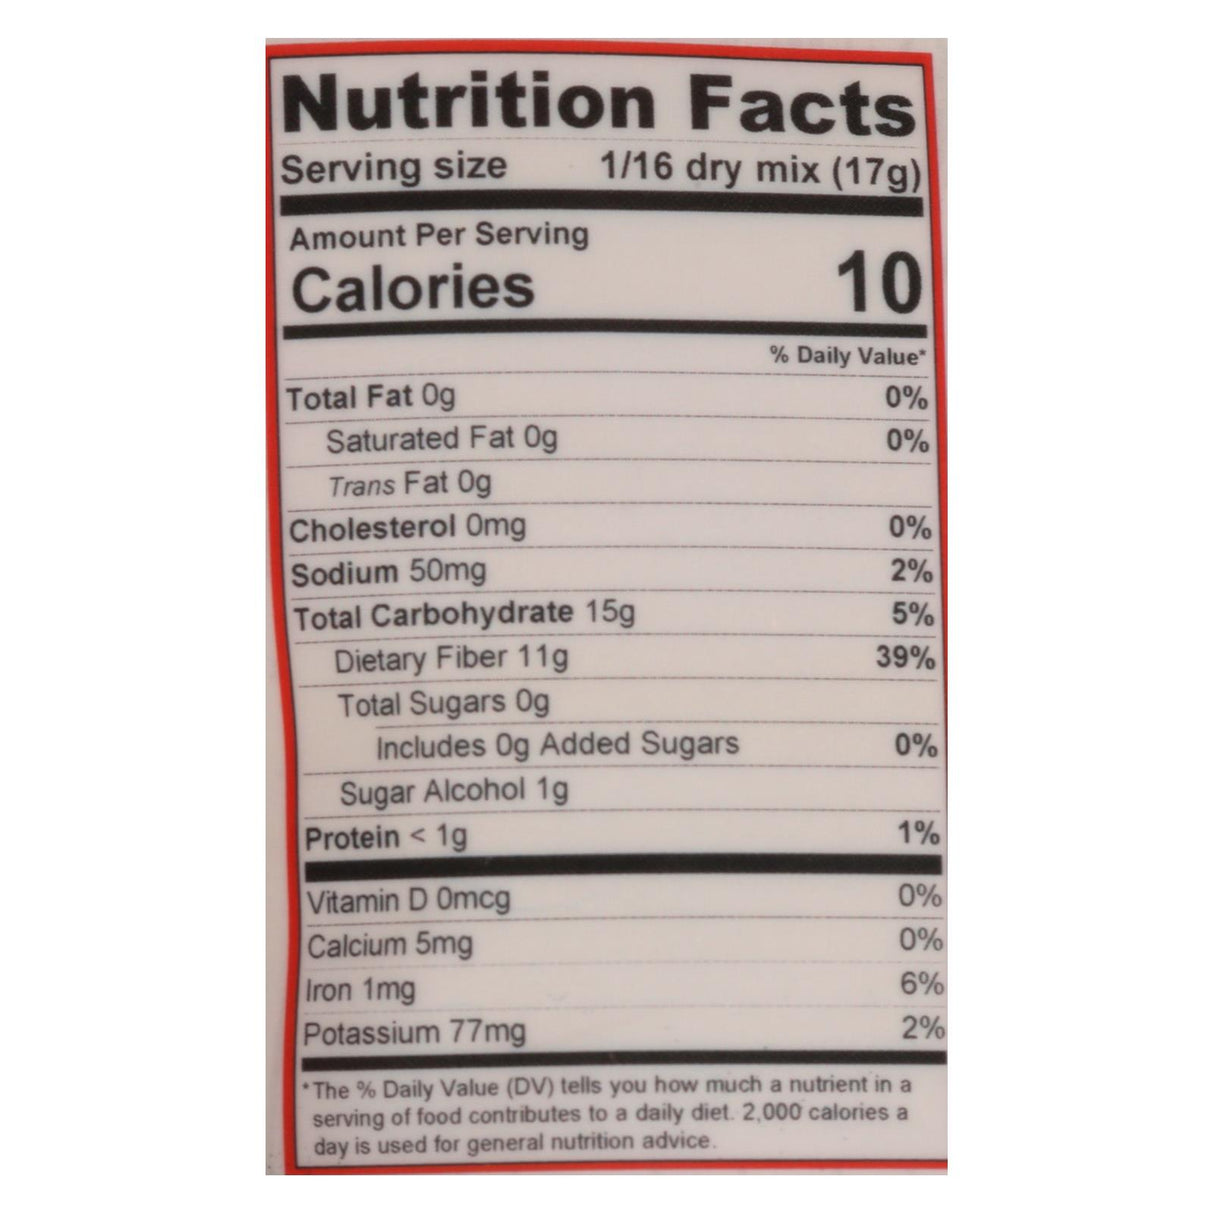 Nutrition Facts
Serving size 1/16 dry mix (17g)
Amount Per Serving
Calories 10
% Daily Value*
Total Fat 0g 0%
Saturated Fat 0g 0%
Trans Fat 0g
Cholesterol 0mg 0%
Sodium 50mg 2%
Total Carbohydrate 15g 5%
Dietary Fiber 11g 39%
Total Sugars 0g
Includes 0g Added Sugars 0%
Sugar Alcohol 1g
Protein < 1g 1%
Vitamin D 0mcg 0%
Calcium 5mg 0%
Iron 1mg 6%
Potassium 77mg 2%
*The % Daily Value (DV) tells you how much a nutrient in a
serving of food contributes to a daily diet. 2,000 calories a
day is used for general nutrition advice.